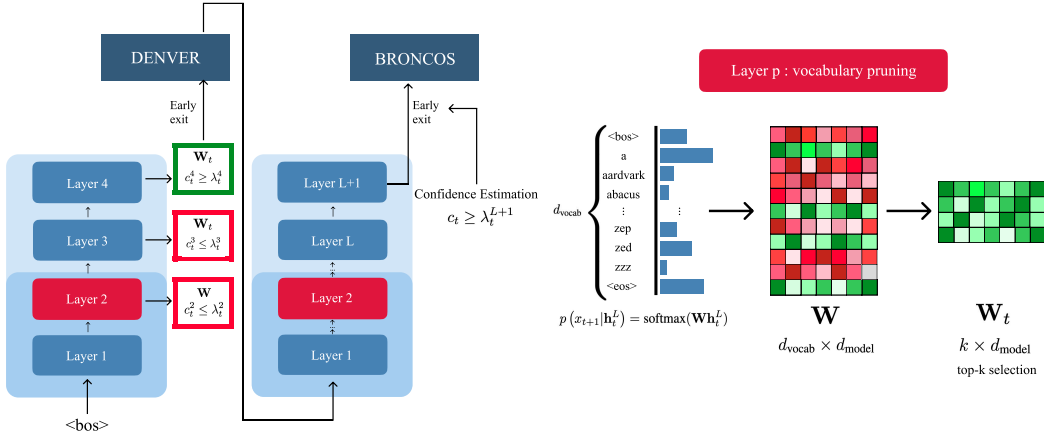 DENVER
Early
exit
W_t
c_t^4 ≥ λ_t^4
Layer 4
W_t
c_t^3 ≤ λ_t^3
Layer 3
W
c_t^2 ≤ λ_t^2
Layer 2
Layer 1
<bos>
BRONCOS
Early
exit
Layer L+1
Confidence Estimation
c_t ≥ λ_t^{L+1}
Layer L
Layer 2
Layer 1
Layer p : vocabulary pruning
d_vocab
<bos>
a
aardvark
abacus
⋮ ⋮
zep
zed
zzz
<eos>
p (x_{t+1}|h_t^L) = softmax(Wh_t^L)
W
d_vocab × d_model
W_t
k × d_model
top-k selection